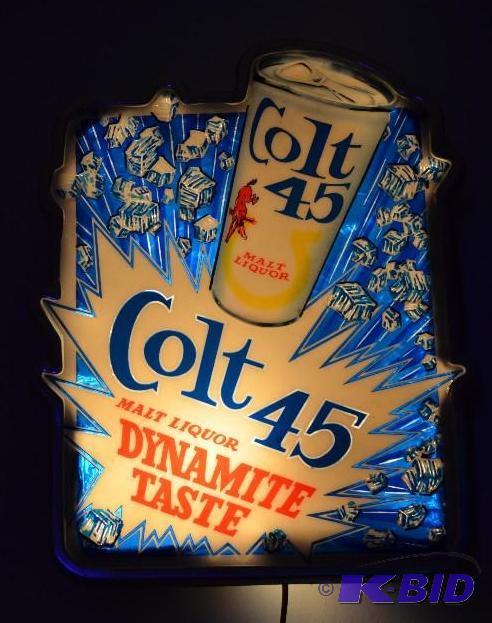 Colt
45
MALT
LIQUOR
Colt 45
MALT LIQUOR
DYNAMITE
TASTE
© K-BID